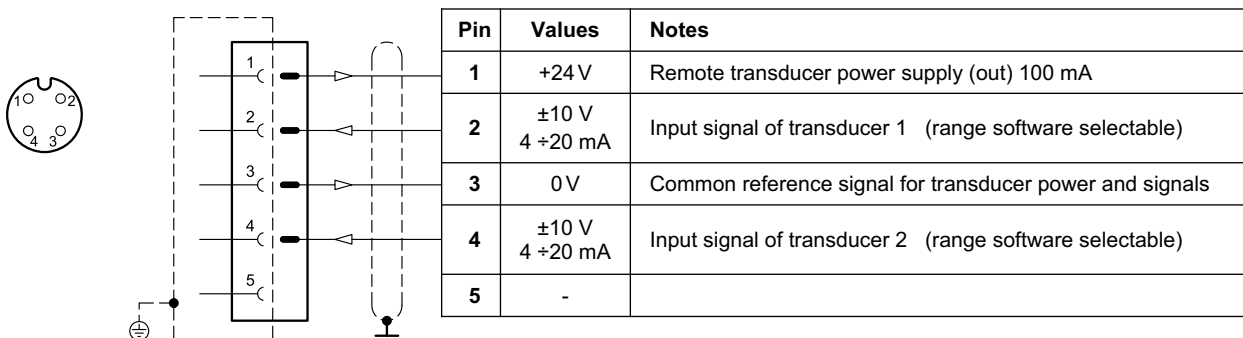 1 2
4 3
1
2
3
4
5
Pin Values Notes
1 +24 V Remote transducer power supply (out) 100 mA
2 ±10 V
4 ÷20 mA Input signal of transducer 1 (range software selectable)
3 0 V Common reference signal for transducer power and signals
4 ±10 V
4 ÷20 mA Input signal of transducer 2 (range software selectable)
5 -